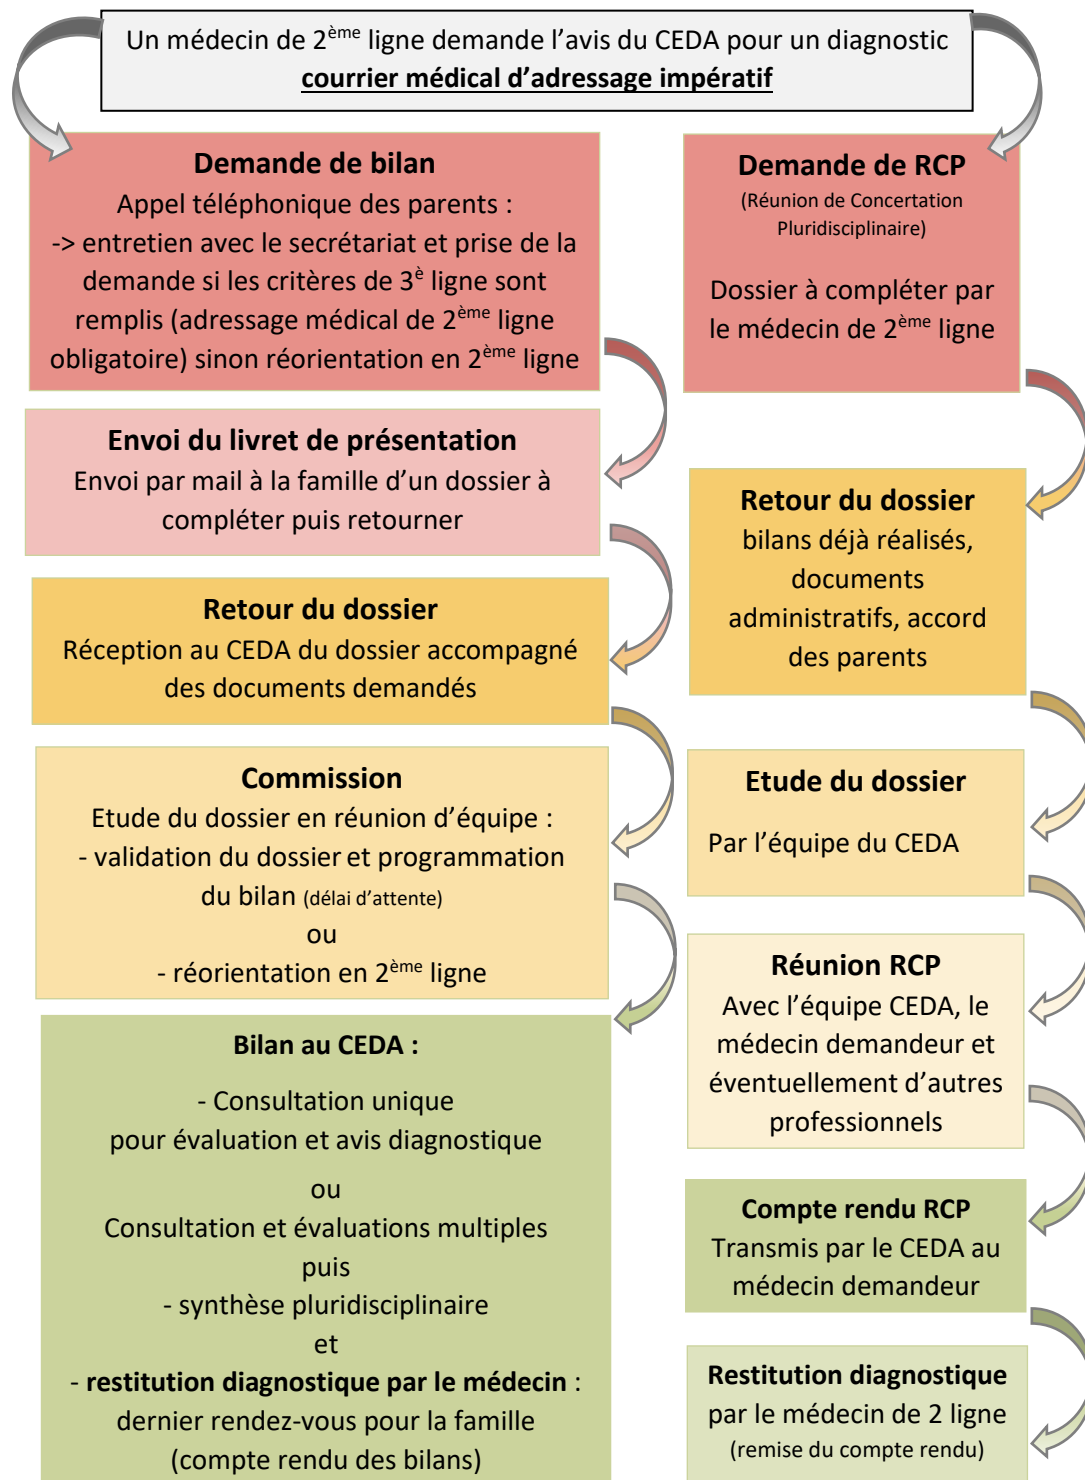 Un médecin de 2ème ligne demande l’avis du CEDA pour un diagnostic
courrier médical d’adressage impératif
Demande de bilan
Appel téléphonique des parents :
-> entretien avec le secrétariat et prise de la
demande si les critères de 3è ligne sont
remplis (adressage médical de 2ème ligne
obligatoire) sinon réorientation en 2ème ligne
Envoi du livret de présentation
Envoi par mail à la famille d’un dossier à
compléter puis retourner
Retour du dossier
Réception au CEDA du dossier accompagné
des documents demandés
Commission
Etude du dossier en réunion d’équipe :
- validation du dossier et programmation
du bilan (délai d’attente)
ou
- réorientation en 2ème ligne
Bilan au CEDA :
- Consultation unique
pour évaluation et avis diagnostique
ou
Consultation et évaluations multiples
puis
- synthèse pluridisciplinaire
et
- restitution diagnostique par le médecin :
dernier rendez-vous pour la famille
(compte rendu des bilans)
Demande de RCP
(Réunion de Concertation
Pluridisciplinaire)
Dossier à compléter par
le médecin de 2ème ligne
Retour du dossier
bilans déjà réalisés,
documents
administratifs, accord
des parents
Etude du dossier
Par l’équipe du CEDA
Réunion RCP
Avec l’équipe CEDA, le
médecin demandeur et
éventuellement d’autres
professionnels
Compte rendu RCP
Transmis par le CEDA au
médecin demandeur
Restitution diagnostique
par le médecin de 2 ligne
(remise du compte rendu)